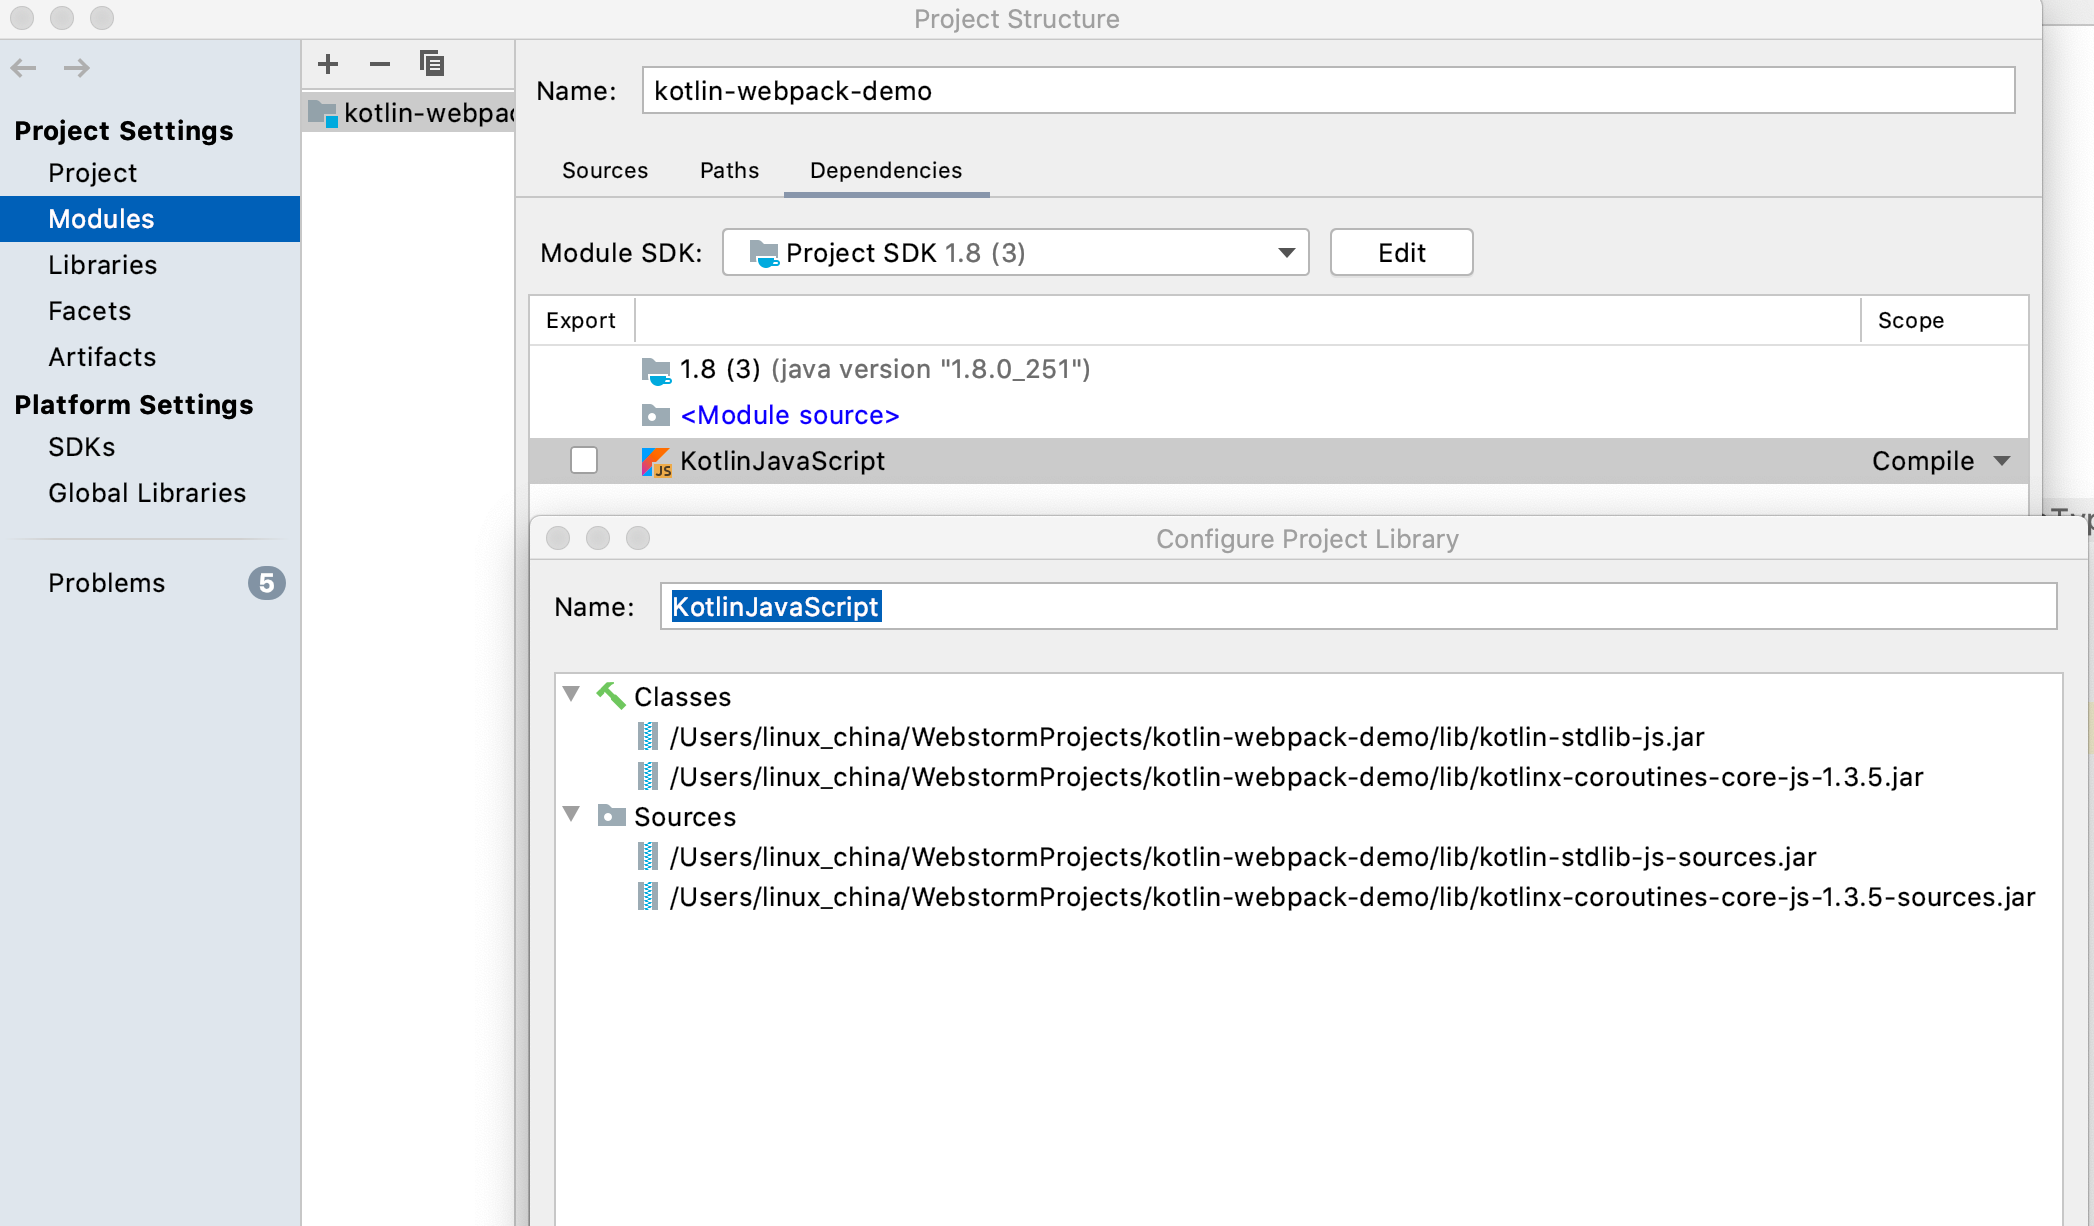 Project Structure
Project Settings
Project
Modules
Libraries
Facets
Artifacts
Platform Settings
SDKs
Global Libraries
Problems 5
kotlin-webpac
Name: kotlin-webpack-demo
Sources Paths Dependencies
Module SDK: Project SDK 1.8 (3) Edit
Export Scope
1.8 (3) (java version "1.8.0_251")
<Module source>
JS KotlinJavaScript Compile
Configure Project Library
Name: KotlinJavaScript
Classes
/Users/linux_china/WebstormProjects/kotlin-webpack-demo/lib/kotlin-stdlib-js.jar
/Users/linux_china/WebstormProjects/kotlin-webpack-demo/lib/kotlinx-coroutines-core-js-1.3.5.jar
Sources
/Users/linux_china/WebstormProjects/kotlin-webpack-demo/lib/kotlin-stdlib-js-sources.jar
/Users/linux_china/WebstormProjects/kotlin-webpack-demo/lib/kotlinx-coroutines-core-js-1.3.5-sources.jar